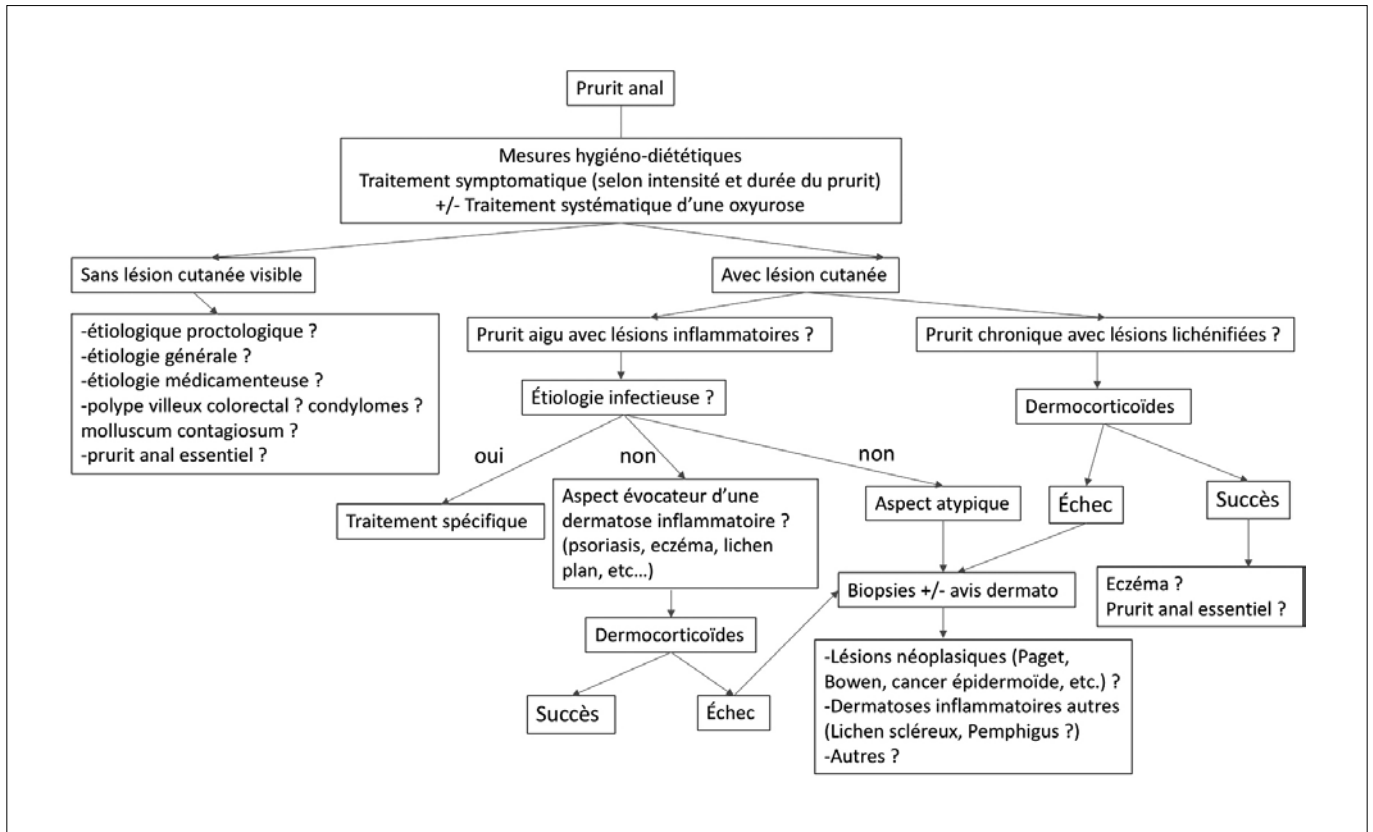 Prurit anal
Mesures hygiéno-diététiques
Traitement symptomatique (selon intensité et durée du prurit)
+/- Traitement systématique d’une oxyurose
Sans lésion cutanée visible
Avec lésion cutanée
-étiologique proctologique ?
-étiologie générale ?
-étiologie médicamenteuse ?
-polype villeux colorectal ? condylomes ?
molluscum contagiosum ?
-prurit anal essentiel ?
Prurit aigu avec lésions inflammatoires ?
Prurit chronique avec lésions lichénifiées ?
Étiologie infectieuse ?
Dermocorticoïdes
oui
non
non
Traitement spécifique
Aspect évocateur d’une
dermatose inflammatoire ?
(psoriasis, eczéma, lichen
plan, etc...)
Aspect atypique
Échec
Succès
Biopsies +/- avis dermato
Eczéma ?
Prurit anal essentiel ?
Dermocorticoïdes
Succès
Échec
-Lésions néoplasiques (Paget,
Bowen, cancer épidermoïde, etc.) ?
-Dermatoses inflammatoires autres
(Lichen scléreux, Pemphigus ?)
-Autres ?